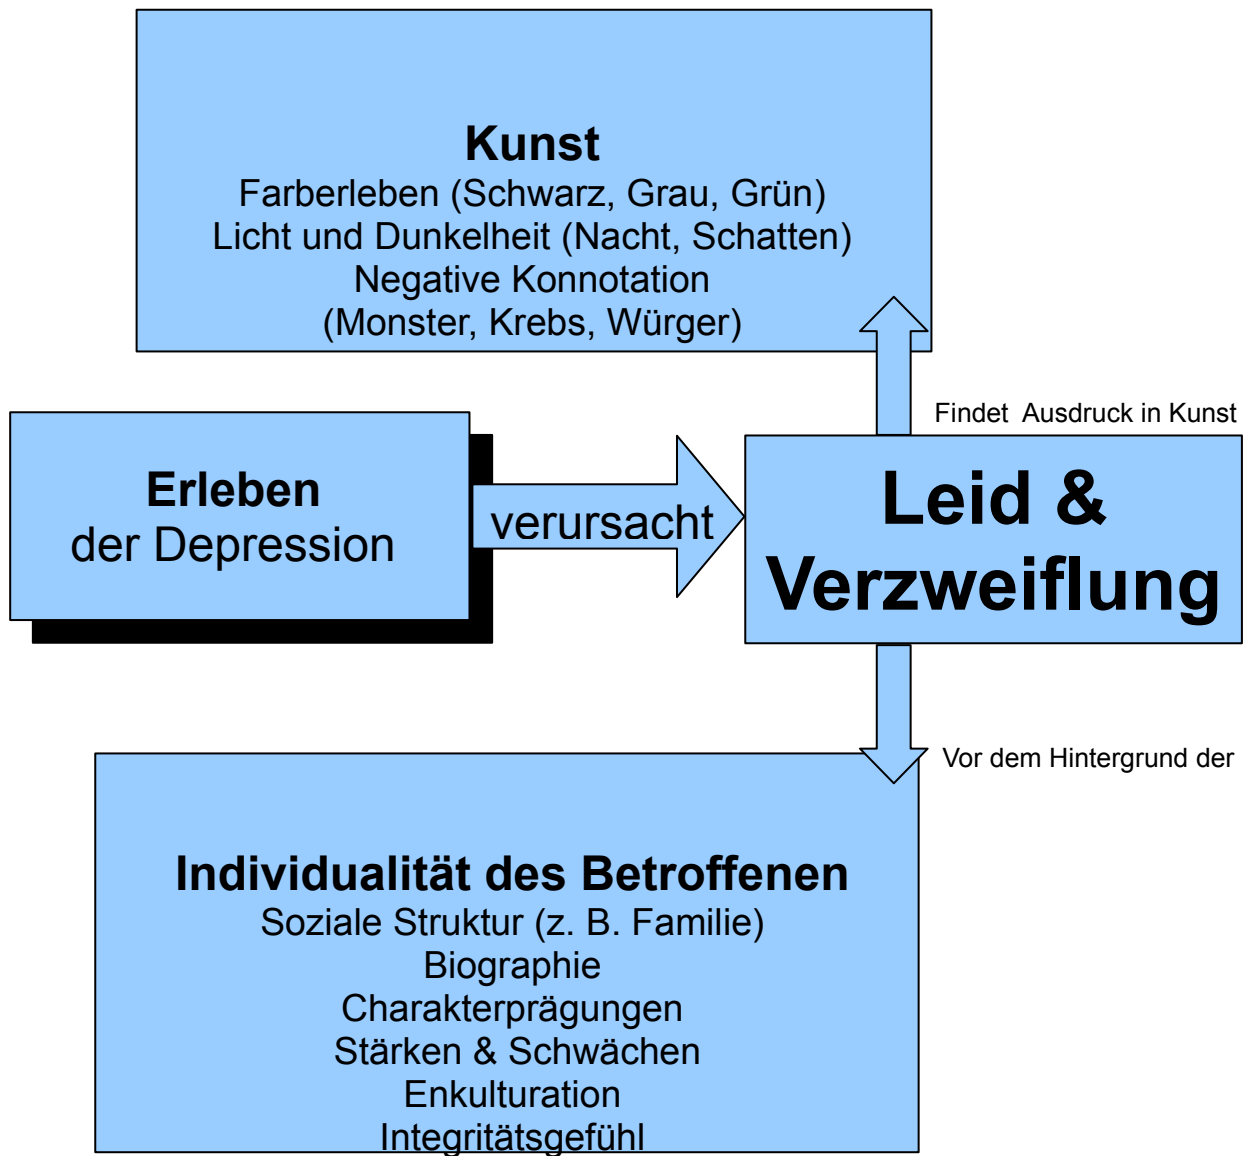 Kunst
Farberleben (Schwarz, Grau, Grün)
Licht und Dunkelheit (Nacht, Schatten)
Negative Konnotation
(Monster, Krebs, Würger)
Findet Ausdruck in Kunst
Erleben
der Depression
verursacht
Leid &
Verzweiflung
Vor dem Hintergrund der
Individualität des Betroffenen
Soziale Struktur (z. B. Familie)
Biographie
Charakterprägungen
Stärken & Schwächen
Enkulturation
Integritätsgefühl